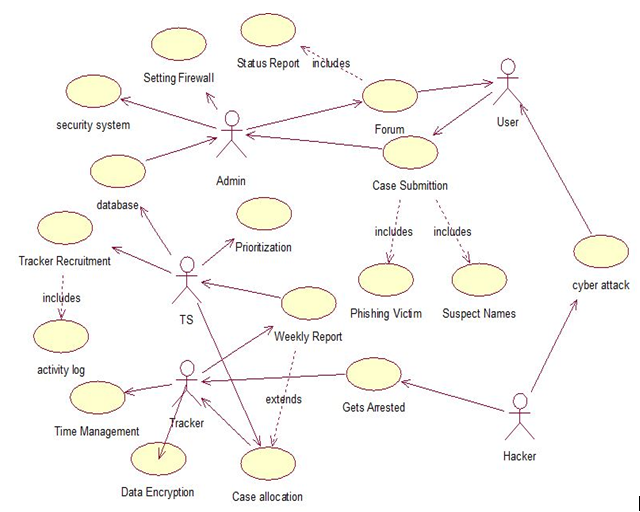 Status Report
includes
Setting Firewall
User
security system
Forum
Admin
Case Submition
database
Prioritization
includes
includes
Tracker Recruitment
cyber attack
includes
Phishing Victim
Suspect Names
TS
Weekly Report
activity log
extends
Gets Arrested
Time Management
Tracker
Hacker
Data Encryption
Case allocation